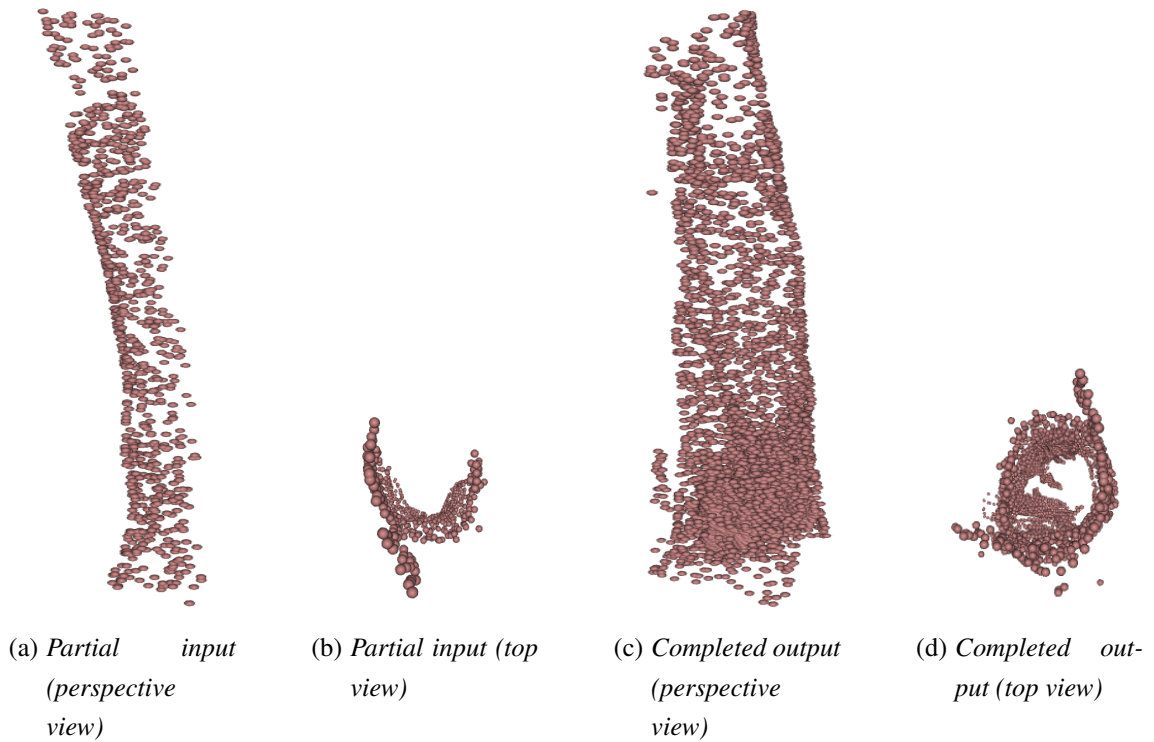 (a) Partial input
(perspective
view)
(b) Partial input (top
view)
(c) Completed output
(perspective
view)
(d) Completed out-
put (top view)